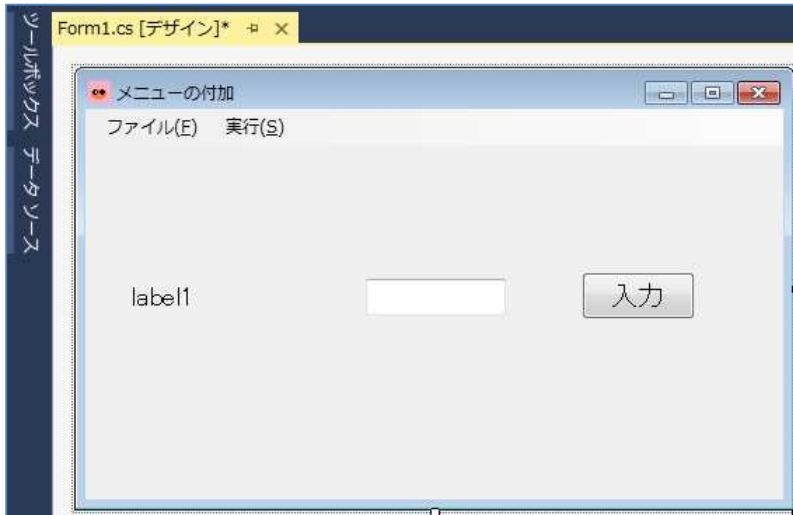 ツールボックス
データ ソース
Form1.cs [デザイン]*
メニューの付加
ファイル(F) 実行(S)
label1
入力